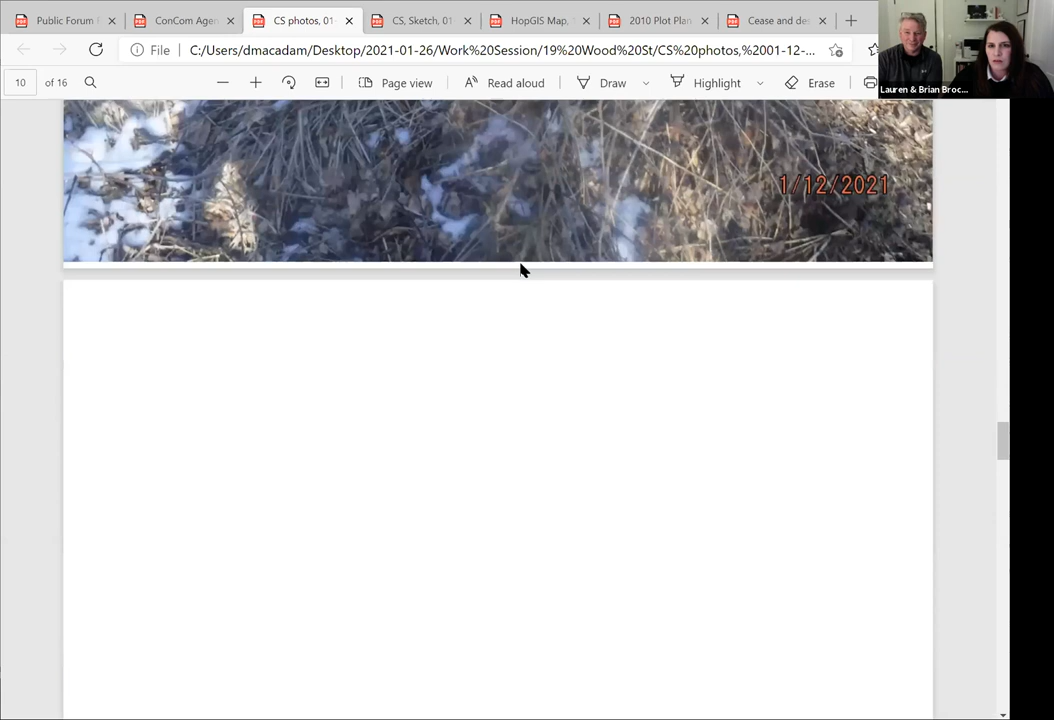 Public Forum
ConCom Ager
CS photos, 01-
CS, Sketch, 01
HopGIS Map,
2010 Plot Plan
Cease and des
File
C:/Users/dmacadam/Desktop/2021-01-26/Work%20Session/19%20Wood%20St/CS%20photos,%2001-12-...
10 of 16
Page view
Read aloud
Draw
Highlight
Erase
Lauren & Brian Broc...
1/12/2021